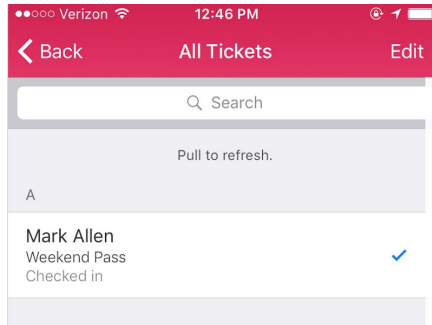 Verizon 12:46 PM
Back All Tickets Edit
Search
Pull to refresh.
A
Mark Allen
Weekend Pass
Checked in